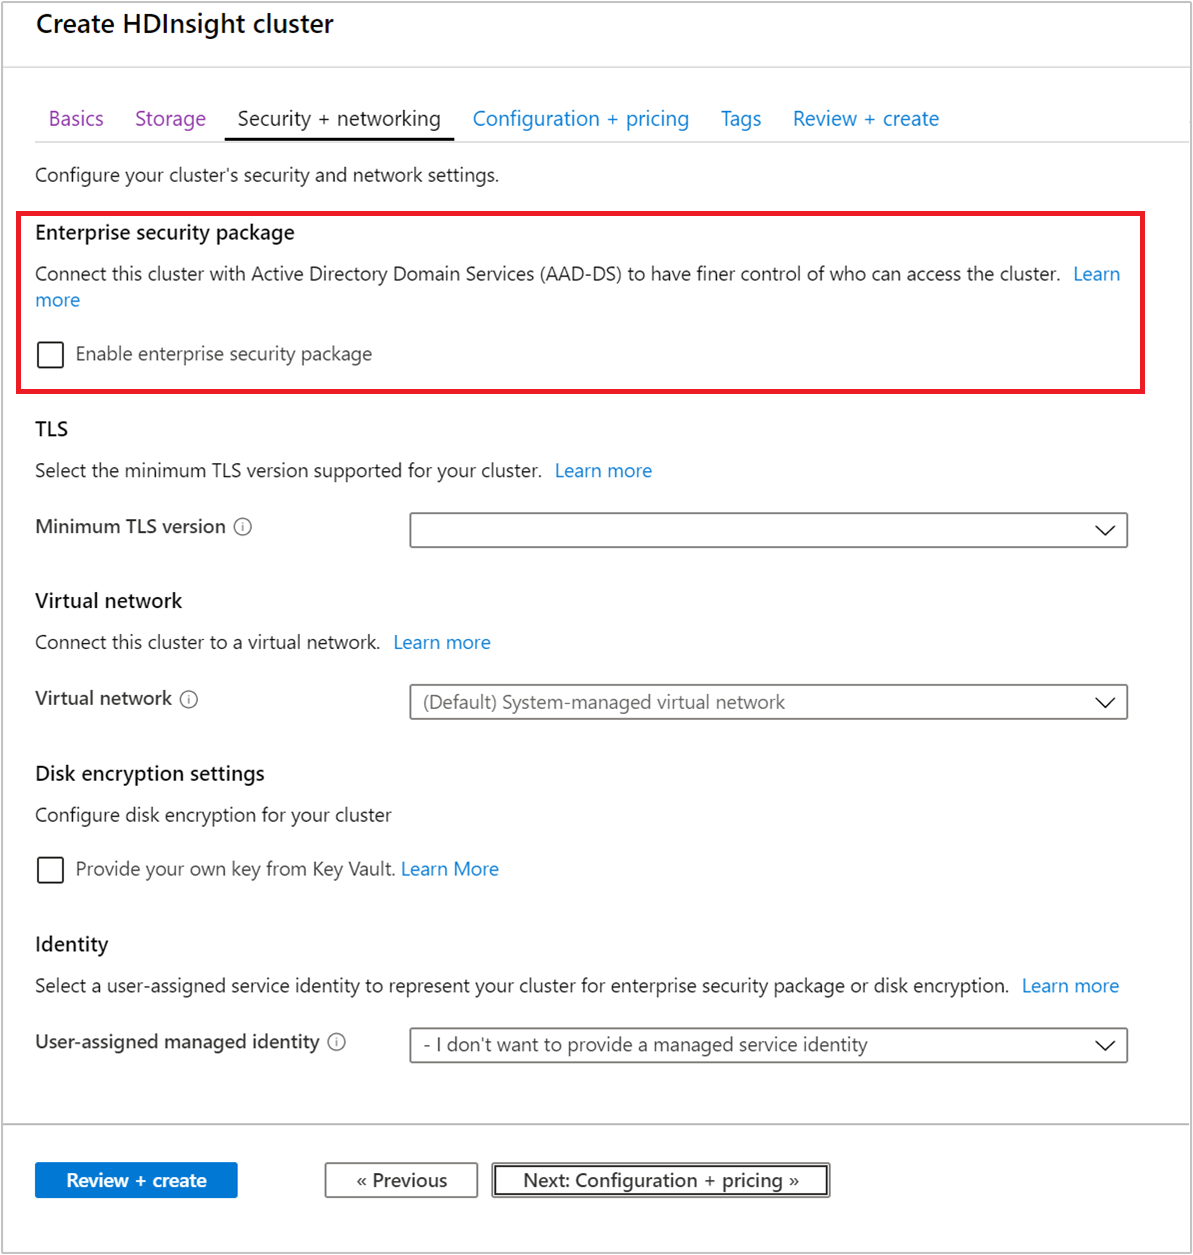 Create HDInsight cluster
Basics Storage Security + networking Configuration + pricing Tags Review + create
Configure your cluster's security and network settings.
Enterprise security package
Connect this cluster with Active Directory Domain Services (AAD-DS) to have finer control of who can access the cluster. Learn
more
Enable enterprise security package
TLS
Select the minimum TLS version supported for your cluster. Learn more
Minimum TLS version
Virtual network
Connect this cluster to a virtual network. Learn more
Virtual network (Default) System-managed virtual network
Disk encryption settings
Configure disk encryption for your cluster
Provide your own key from Key Vault. Learn More
Identity
Select a user-assigned service identity to represent your cluster for enterprise security package or disk encryption. Learn more
User-assigned managed identity - I don't want to provide a managed service identity
Review + create « Previous Next: Configuration + pricing »